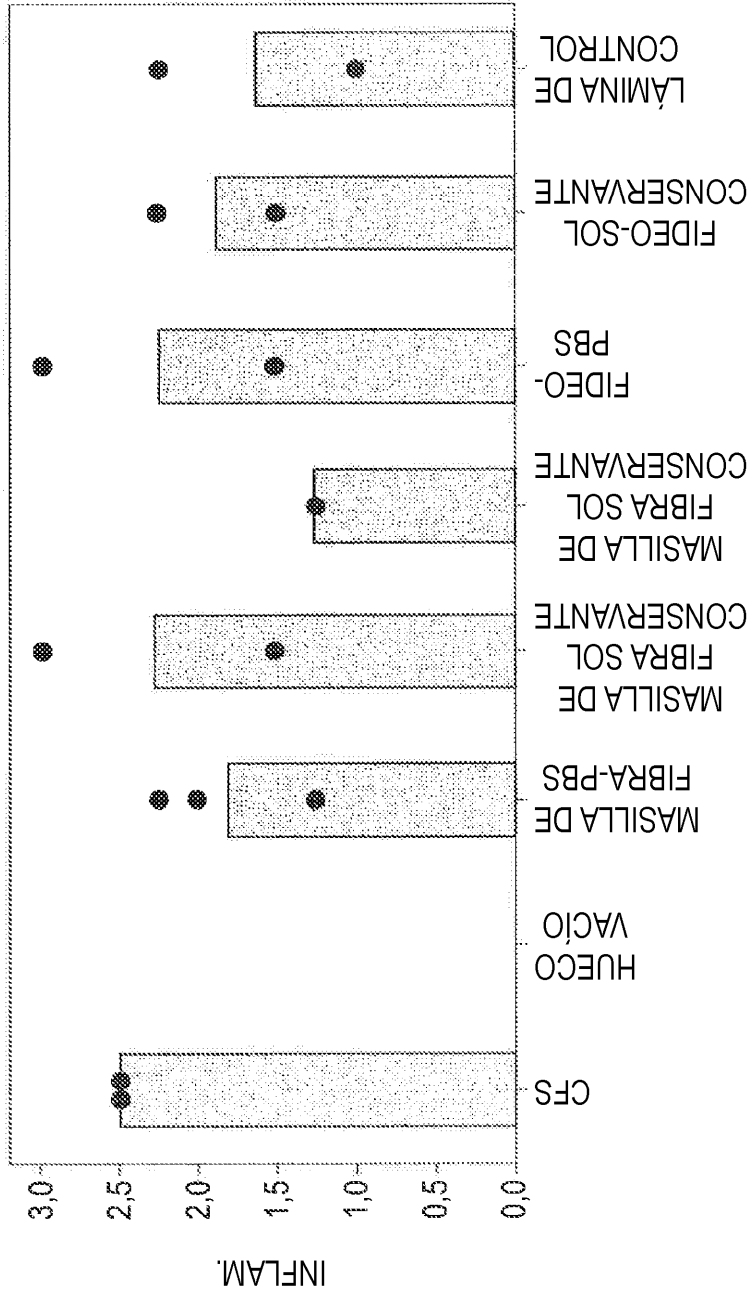 INFLAM.
3,0
2,5
2,0
1,5
1,0
0,5
0,0
CFS
HUECO
VACÍO
MASILLA DE
FIBRA-PBS
MASILLA DE
FIBRA SOL
CONSERVANTE
MASILLA DE
FIBRA SOL
CONSERVANTE
FIDEO-
PBS
FIDEO-SOL
CONSERVANTE
LÁMINA DE
CONTROL